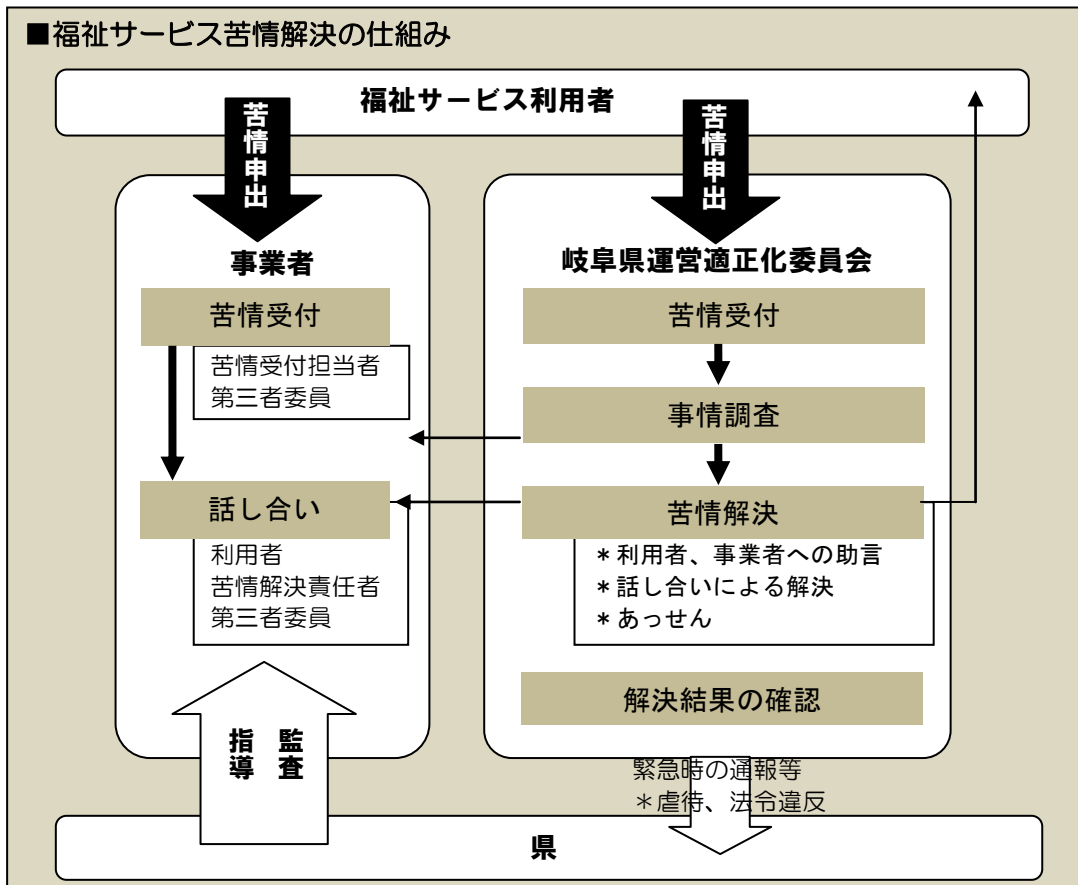 ■福祉サービス苦情解決の仕組み
福祉サービス利用者
苦情申出
苦情申出
事業者
苦情受付
苦情受付担当者
第三者委員
話し合い
利用者
苦情解決責任者
第三者委員
岐阜県運営適正化委員会
苦情受付
事情調査
苦情解決
＊利用者、事業者への助言
＊話し合いによる解決
＊あっせん
解決結果の確認
監査
指導
緊急時の通報等
＊虐待、法令違反
県